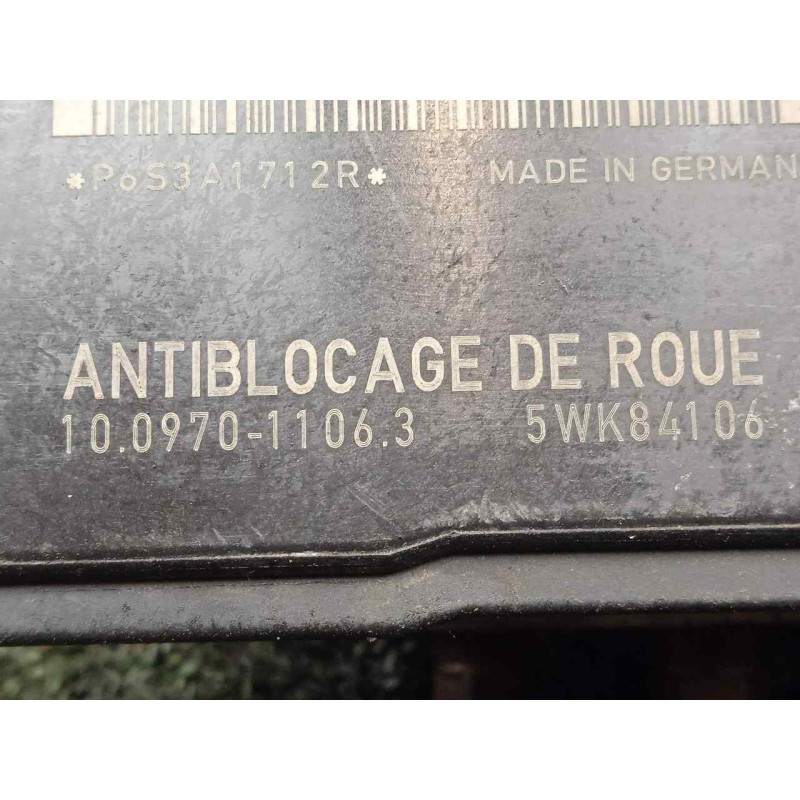 *P6S3A1712R* MADE IN GERMAN
ANTIBLOCAGE DE ROUE
10.0970-1106.3 5WK84106